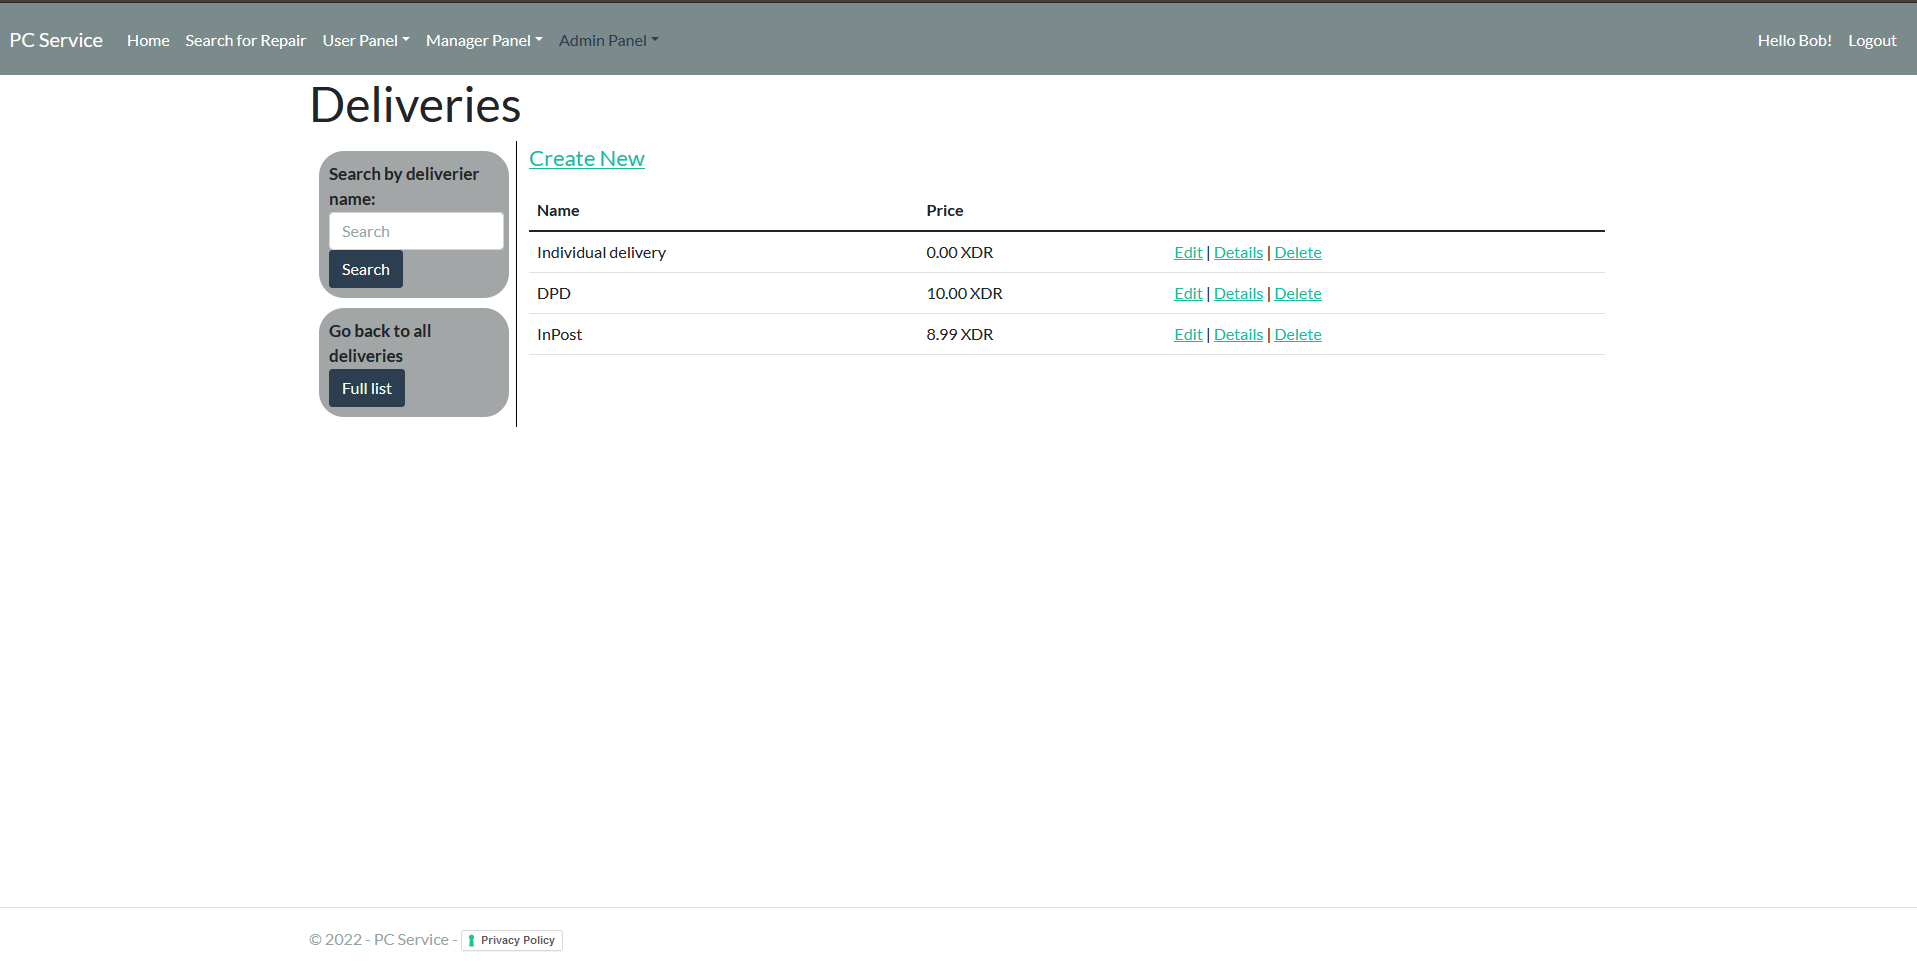 PC Service Home Search for Repair User Panel Manager Panel Admin Panel Hello Bob! Logout
Deliveries
Search by deliverier
name:
Search
Search
Go back to all
deliveries
Full list
Create New
Name Price
Individual delivery 0.00 XDR Edit | Details | Delete
DPD 10.00 XDR Edit | Details | Delete
InPost 8.99 XDR Edit | Details | Delete
© 2022 - PC Service - Privacy Policy